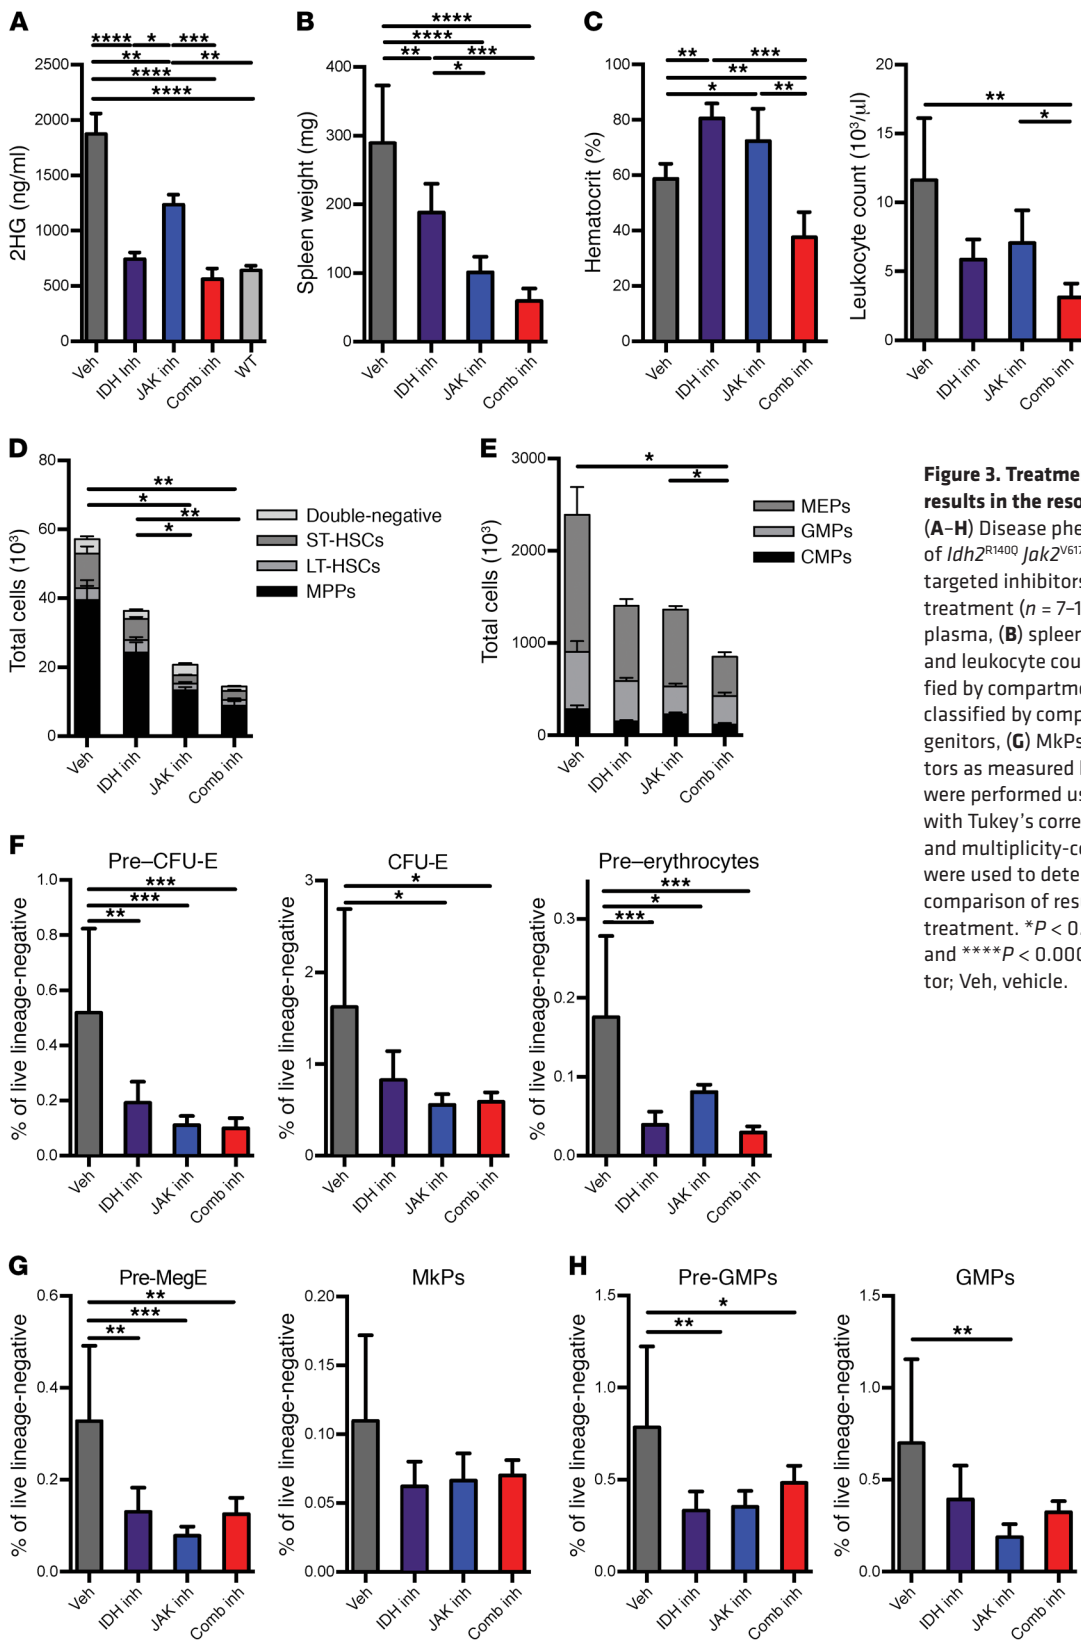 A
**** * ***
** **
****
****
2HG (ng/ml)
2500
2000
1500
1000
500
0
Veh
IDH Inh
JAK inh
Comb inh
WT
B
****
****
** ***
*
Spleen weight (mg)
400
300
200
100
0
Veh
IDH inh
JAK inh
Comb inh
C
** ***
**
* **
Hematocrit (%)
100
80
60
40
20
0
Veh
IDH inh
JAK inh
Comb inh
**
*
Leukocyte count (10³/µl)
20
15
10
5
0
Veh
IDH inh
JAK inh
Comb inh
D
**
*
**
*
Total cells (10³)
80
60
40
20
0
Veh
IDH inh
JAK inh
Comb inh
Double-negative
ST-HSCs
LT-HSCs
MPPs
E
*
*
Total cells (10³)
3000
2000
1000
0
Veh
IDH inh
JAK inh
Comb inh
MEPs
GMPs
CMPs
Figure 3. Treatme
results in the reso
(A–H) Disease phe
of Idh2R140Q Jak2V617
targeted inhibitors
treatment (n = 7–1
plasma, (B) spleen
and leukocyte cou
fied by compartme
classified by comp
genitors, (G) MkPs
tors as measured b
were performed us
with Tukey's corre
and multiplicity-co
were used to dete
comparison of res
treatment. *P < 0.
and ****P < 0.000
tor; Veh, vehicle.
F
Pre–CFU-E
***
***
**
% of live lineage-negative
1.0
0.8
0.6
0.4
0.2
0.0
Veh
IDH inh
JAK inh
Comb inh
CFU-E
*
*
% of live lineage-negative
3
2
1
0
Veh
IDH inh
JAK inh
Comb inh
Pre–erythrocytes
***
*
***
% of live lineage-negative
0.3
0.2
0.1
0.0
Veh
IDH inh
JAK inh
Comb inh
G
Pre-MegE
**
***
**
% of live lineage-negative
0.6
0.4
0.2
0.0
Veh
IDH inh
JAK inh
Comb inh
MkPs
% of live lineage-negative
0.20
0.15
0.10
0.05
0.00
Veh
IDH inh
JAK inh
Comb inh
H
Pre-GMPs
*
**
% of live lineage-negative
1.5
1.0
0.5
0.0
Veh
IDH inh
JAK inh
Comb inh
GMPs
**
% of live lineage-negative
1.5
1.0
0.5
0.0
Veh
IDH inh
JAK inh
Comb inh